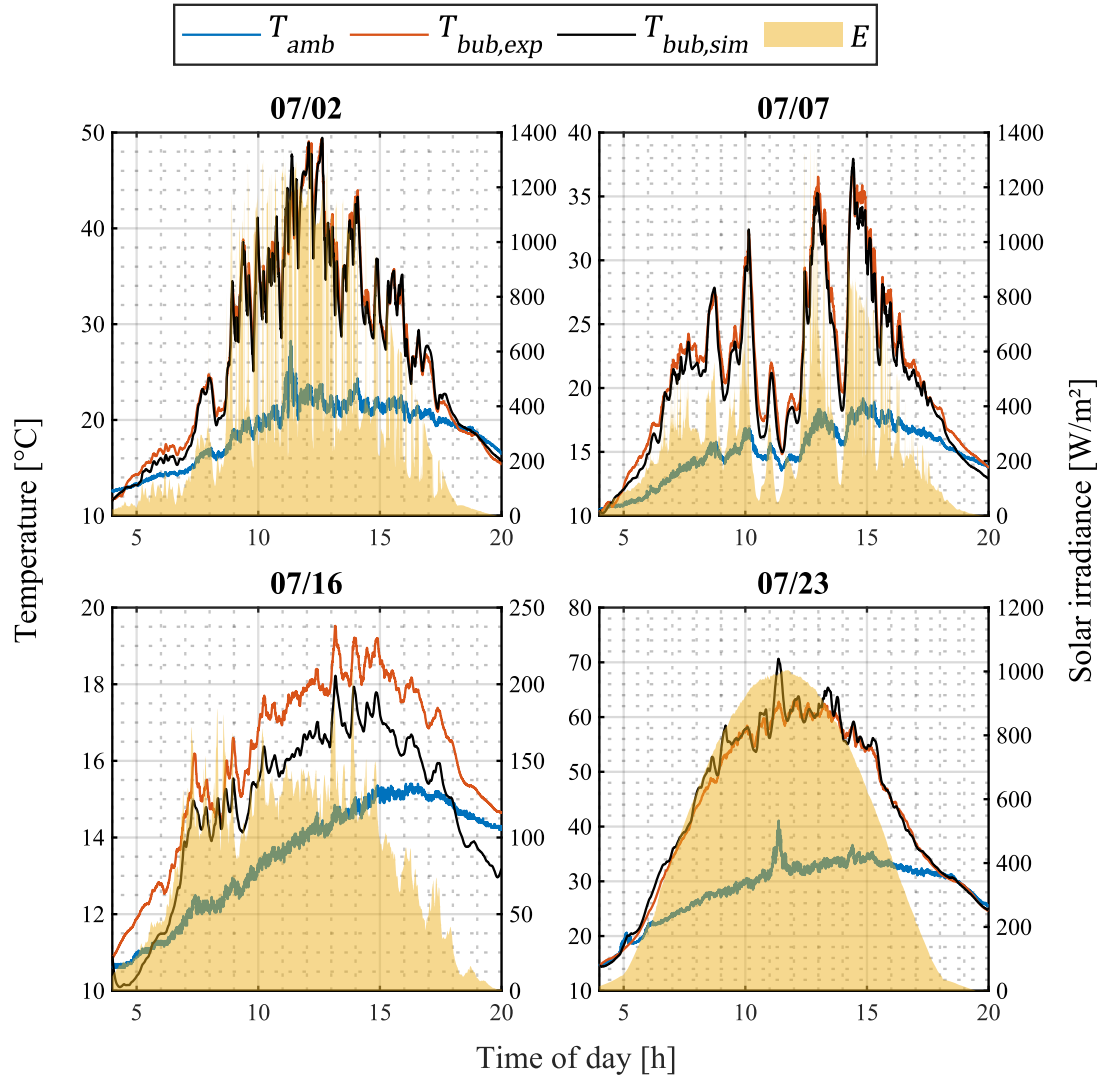 T_amb T_bub,exp T_bub,sim E
07/02 07/07
50 1400 40 1400
1200 35 1200
40 1000 30 1000
800 800
30 25
600 600
20
400 400
20 15
200 200
10 0 10 0
5 10 15 20 5 10 15 20
07/16 07/23
20 250 80 1200
70 1000
18 200 60
800
16 150 50
600
14 100 40
30 400
12 50 20 200
10 0 10 0
5 10 15 20 5 10 15 20
Temperature [°C]
Solar irradiance [W/m²]
Time of day [h]